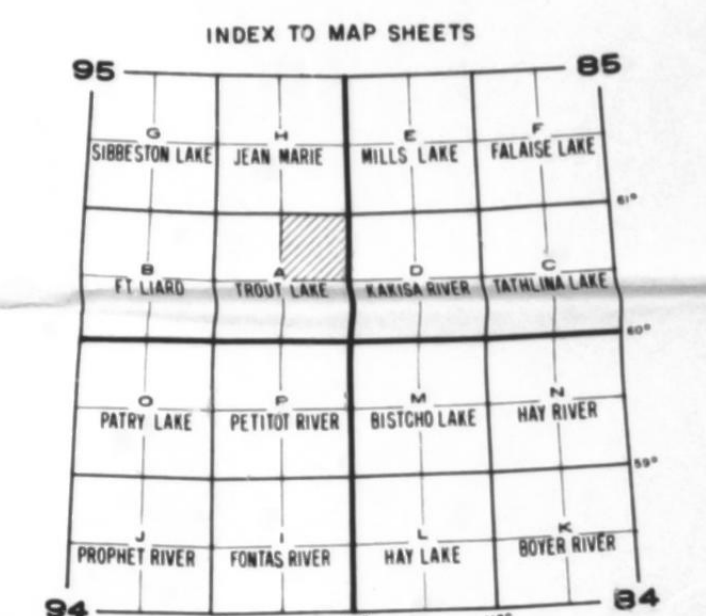 INDEX TO MAP SHEETS
95 85
G H E F
SIBBESTON LAKE JEAN MARIE MILLS LAKE FALAISE LAKE
61°
B A D C
FT LIARD TROUT LAKE KAKISA RIVER TATHLINA LAKE
60°
O P M N
PATRY LAKE PETITOT RIVER BISTCHO LAKE HAY RIVER
59°
J I L K
PROPHET RIVER FONTAS RIVER HAY LAKE BOYER RIVER
94 84